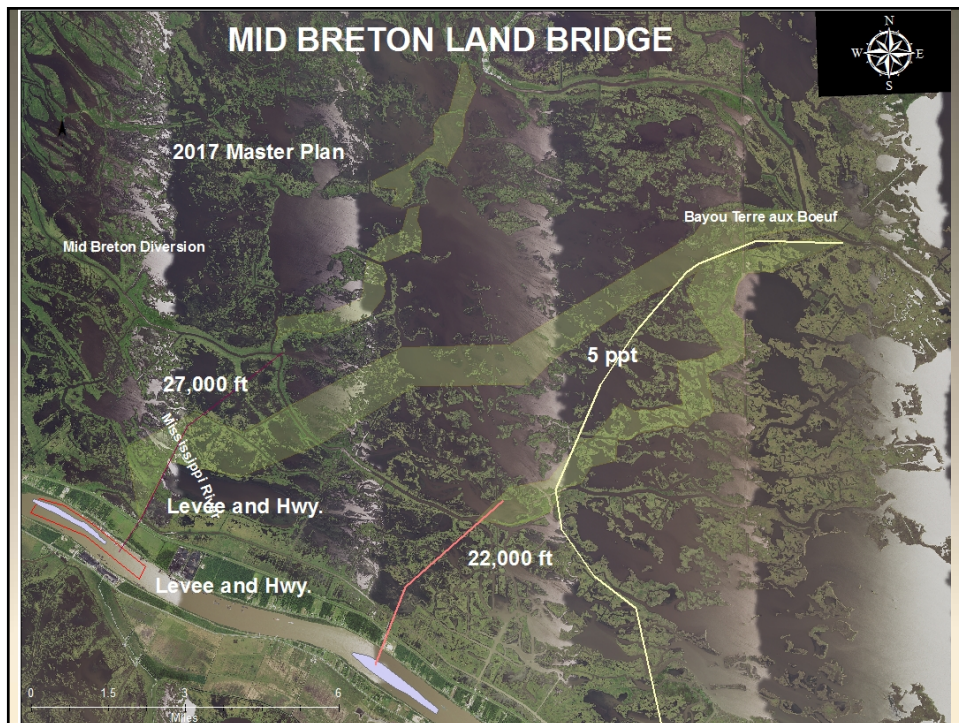 MID BRETON LAND BRIDGE
N
W E
S
2017 Master Plan
Bayou Terre aux Boeuf
Mid Breton Diversion
5 ppt
27,000 ft
Mississippi River
Levee and Hwy.
22,000 ft
Levee and Hwy.
0 1.5 3 6
Miles